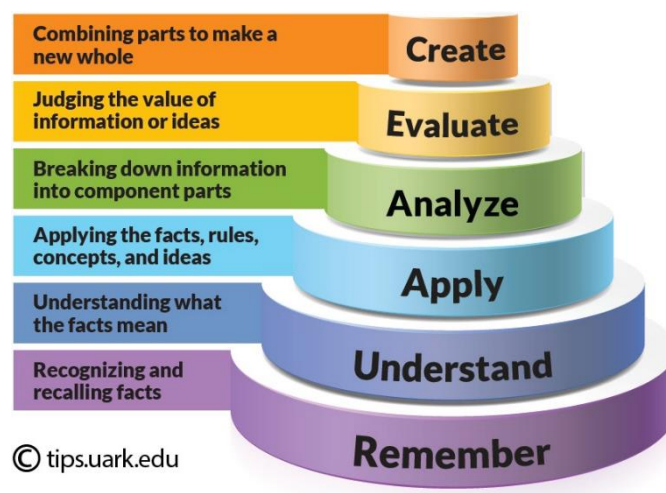 Combining parts to make a
new whole
Create
Judging the value of
information or ideas
Evaluate
Breaking down information
into component parts
Analyze
Applying the facts, rules,
concepts, and ideas
Apply
Understanding what
the facts mean
Understand
Recognizing and
recalling facts
Remember
© tips.uark.edu